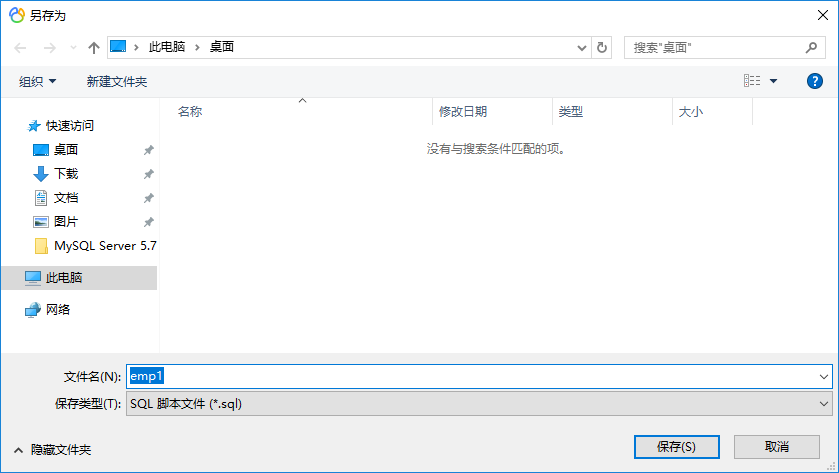 另存为
此电脑 › 桌面
搜索"桌面"
组织
新建文件夹
名称 修改日期 类型 大小
没有与搜索条件匹配的项。
快速访问
桌面
下载
文档
图片
MySQL Server 5.7
此电脑
网络
文件名(N): emp1
保存类型(T): SQL 脚本文件 (*.sql)
隐藏文件夹
保存(S) 取消